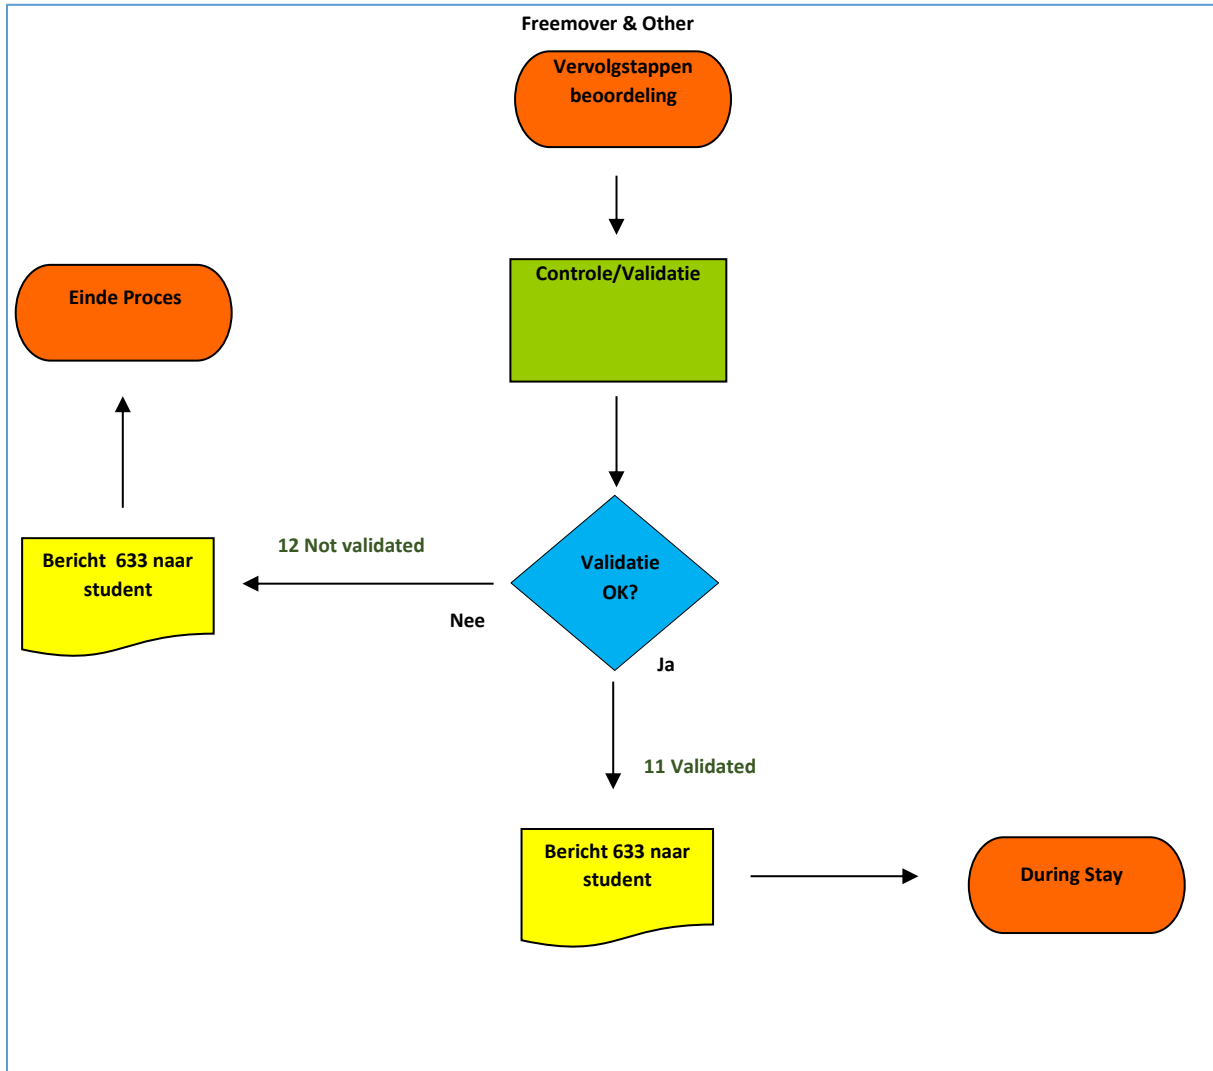 Freemover & Other
Vervolgstappen
beoordeling
Controle/Validatie
Einde Proces
Validatie
OK?
12 Not validated
Nee
Bericht  633 naar
student
Ja
11 Validated
Bericht 633 naar
student
During Stay